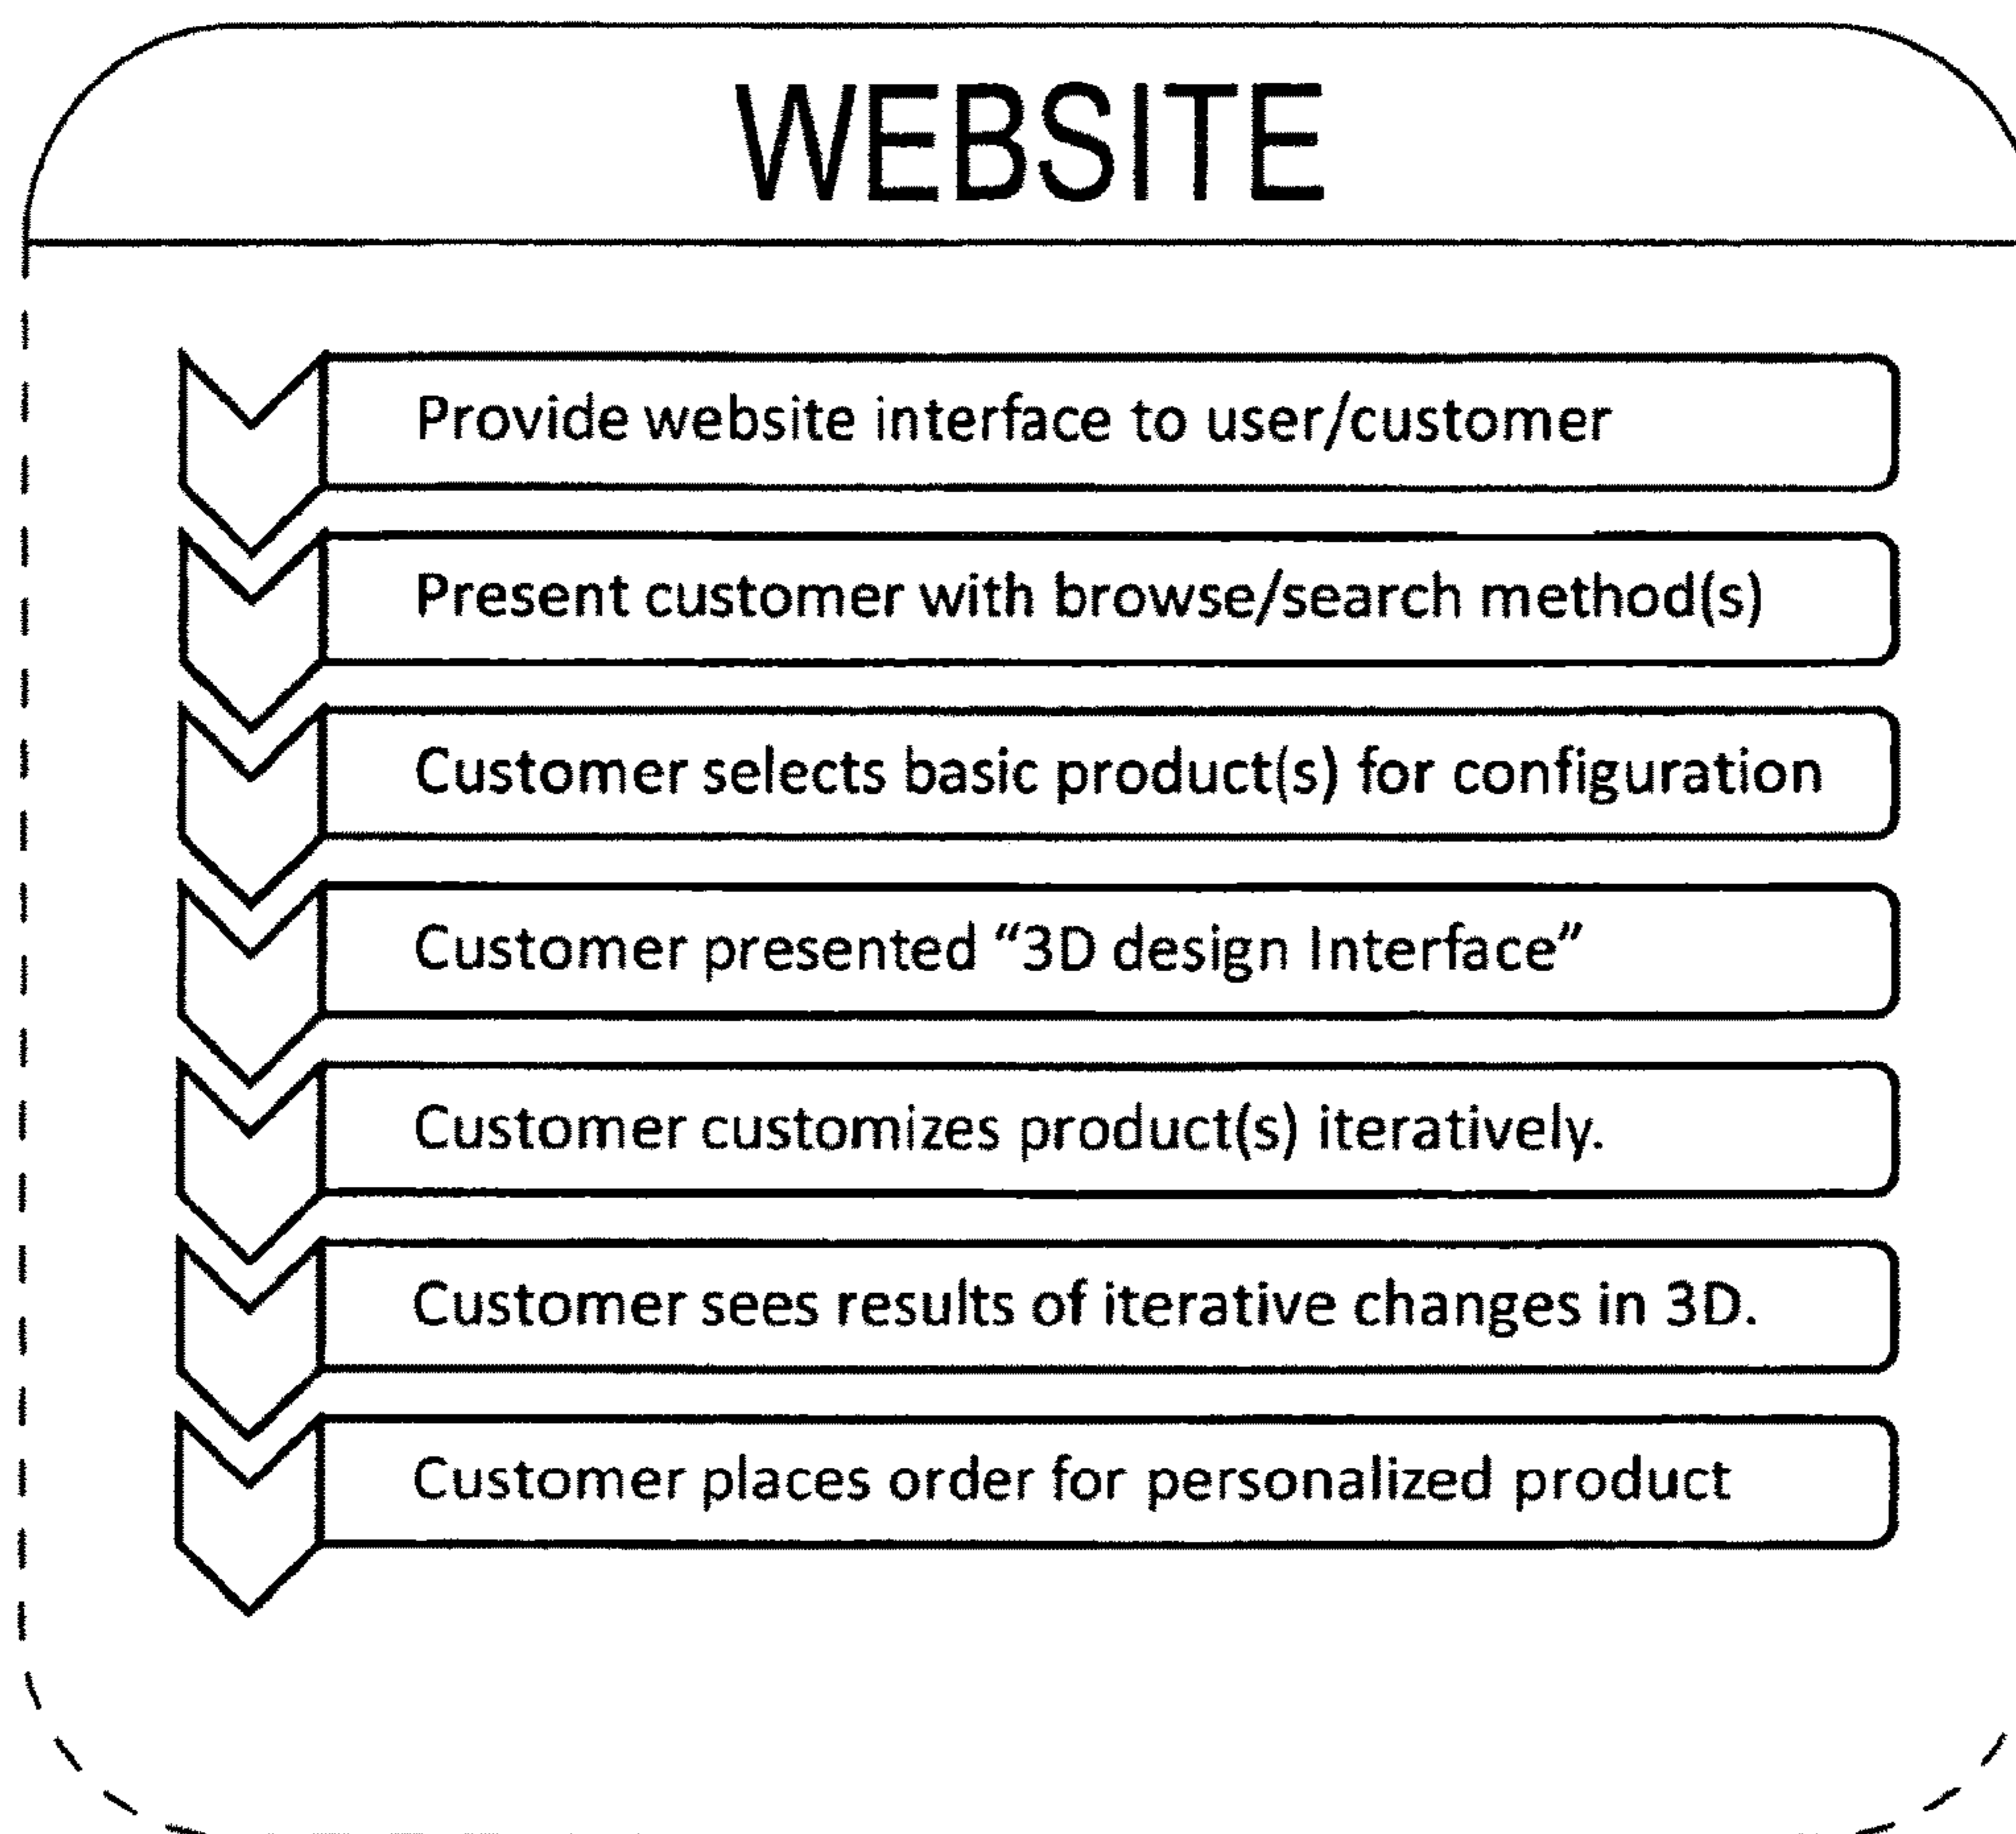 WEBSITE
Provide website interface to user/customer
Present customer with browse/search method(s)
Customer selects basic product(s) for configuration
Customer presented “3D design Interface”
Customer customizes product(s) iteratively.
Customer sees results of iterative changes in 3D.
Customer places order for personalized product